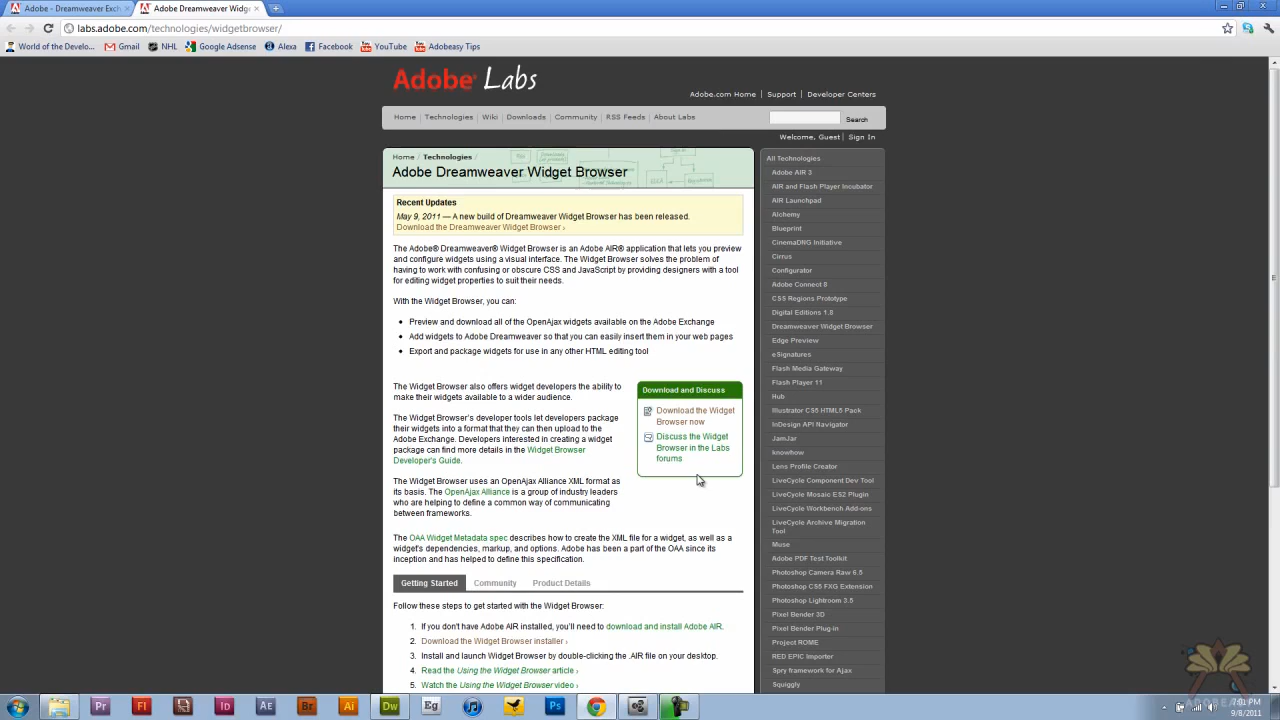 Adobe - Dreamweaver Exch
Adobe Dreamweaver Widg
labs.adobe.com/technologies/widgetbrowser/
World of the Develo...
Gmail
NHL
Google Adsense
Alexa
Facebook
YouTube
Adobeasy Tips
Adobe Labs
Adobe.com Home | Support | Developer Centers
Home Technologies Wiki Downloads Community RSS Feeds About Labs
Search
Welcome, Guest | Sign In
Home / Technologies /
Adobe Dreamweaver Widget Browser
Recent Updates
May 9, 2011 — A new build of Dreamweaver Widget Browser has been released.
Download the Dreamweaver Widget Browser ›
The Adobe® Dreamweaver® Widget Browser is an Adobe AIR® application that lets you preview
and configure widgets using a visual interface. The Widget Browser solves the problem of
having to work with confusing or obscure CSS and JavaScript by providing designers with a tool
for editing widget properties to suit their needs.
With the Widget Browser, you can:
• Preview and download all of the OpenAjax widgets available on the Adobe Exchange
• Add widgets to Adobe Dreamweaver so that you can easily insert them in your web pages
• Export and package widgets for use in any other HTML editing tool
The Widget Browser also offers widget developers the ability to
make their widgets available to a wider audience.
The Widget Browser's developer tools let developers package
their widgets into a format that they can then upload to the
Adobe Exchange. Developers interested in creating a widget
package can find more details in the Widget Browser
Developer's Guide.
The Widget Browser uses an OpenAjax Alliance XML format as
its basis. The OpenAjax Alliance is a group of industry leaders
who are helping to define a common way of communicating
between frameworks.
Download and Discuss
Download the Widget
Browser now
Discuss the Widget
Browser in the Labs
forums
The OAA Widget Metadata spec describes how to create the XML file for a widget, as well as a
widget's dependencies, markup, and options. Adobe has been a part of the OAA since its
inception and has helped to define this specification.
Getting Started Community Product Details
Follow these steps to get started with the Widget Browser:
1. If you don't have Adobe AIR installed, you'll need to download and install Adobe AIR.
2. Download the Widget Browser installer ›
3. Install and launch Widget Browser by double-clicking the .AIR file on your desktop.
4. Read the Using the Widget Browser article ›
5. Watch the Using the Widget Browser video ›
All Technologies
Adobe AIR 3
AIR and Flash Player Incubator
AIR Launchpad
Alchemy
Blueprint
CinemaDNG Initiative
Cirrus
Configurator
Adobe Connect 8
CSS Regions Prototype
Digital Editions 1.8
Dreamweaver Widget Browser
Edge Preview
eSignatures
Flash Media Gateway
Flash Player 11
Hub
Illustrator CS5 HTML5 Pack
InDesign API Navigator
JamJar
knowhow
Lens Profile Creator
LiveCycle Component Dev Tool
LiveCycle Mosaic ES2 Plugin
LiveCycle Workbench Add-ons
LiveCycle Archive Migration
Tool
Muse
Adobe PDF Test Toolkit
Photoshop Camera Raw 6.5
Photoshop CS5 FXG Extension
Photoshop Lightroom 3.5
Pixel Bender 3D
Pixel Bender Plug-in
Project ROME
RED EPIC Importer
Spry framework for Ajax
Squiggly
Pr Fl Id Ae Br Ai Dw Eg Ps
7:01 PM
9/8/2011